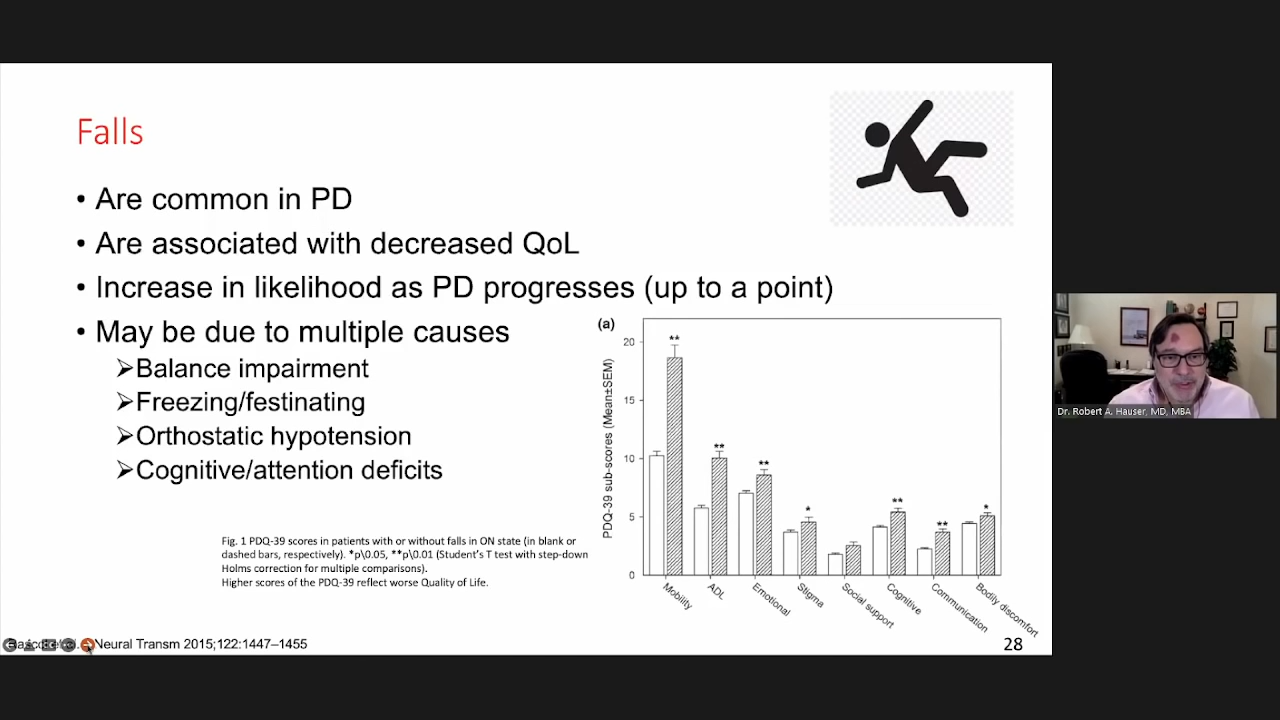 Falls
• Are common in PD
• Are associated with decreased QoL
• Increase in likelihood as PD progresses (up to a point)
• May be due to multiple causes
➢Balance impairment
➢Freezing/festinating
➢Orthostatic hypotension
➢Cognitive/attention deficits
(a)
PDQ-39 sub-scores (Mean±SEM)
20
15
10
5
0
**
**
**
*
**
**
*
Mobility
ADL
Emotional
Stigma
Social support
Cognitive
Communication
Bodily discomfort
Fig. 1 PDQ-39 scores in patients with or without falls in ON state (in blank or
dashed bars, respectively). *p\0.05, **p\0.01 (Student's T test with step-down
Holms correction for multiple comparisons).
Higher scores of the PDQ-39 reflect worse Quality of Life.
Neural Transm 2015;122:1447–1455
28
Dr. Robert A. Hauser, MD, MBA